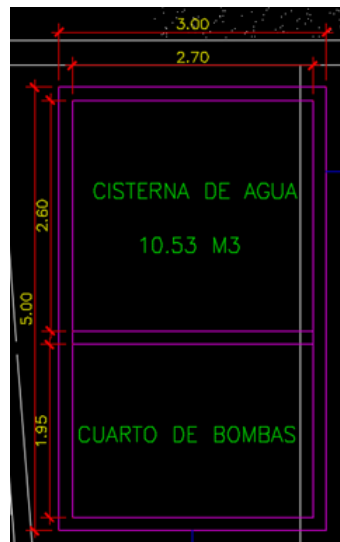 3.00
2.70
CISTERNA DE AGUA
2.60
10.53 M3
5.00
1.95
CUARTO DE BOMBAS